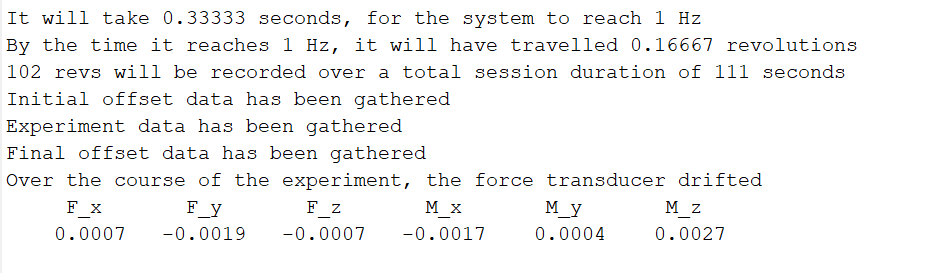 It will take 0.33333 seconds, for the system to reach 1 Hz
By the time it reaches 1 Hz, it will have travelled 0.16667 revolutions
102 revs will be recorded over a total session duration of 111 seconds
Initial offset data has been gathered
Experiment data has been gathered
Final offset data has been gathered
Over the course of the experiment, the force transducer drifted
F_x F_y F_z M_x M_y M_z
0.0007 -0.0019 -0.0007 -0.0017 0.0004 0.0027